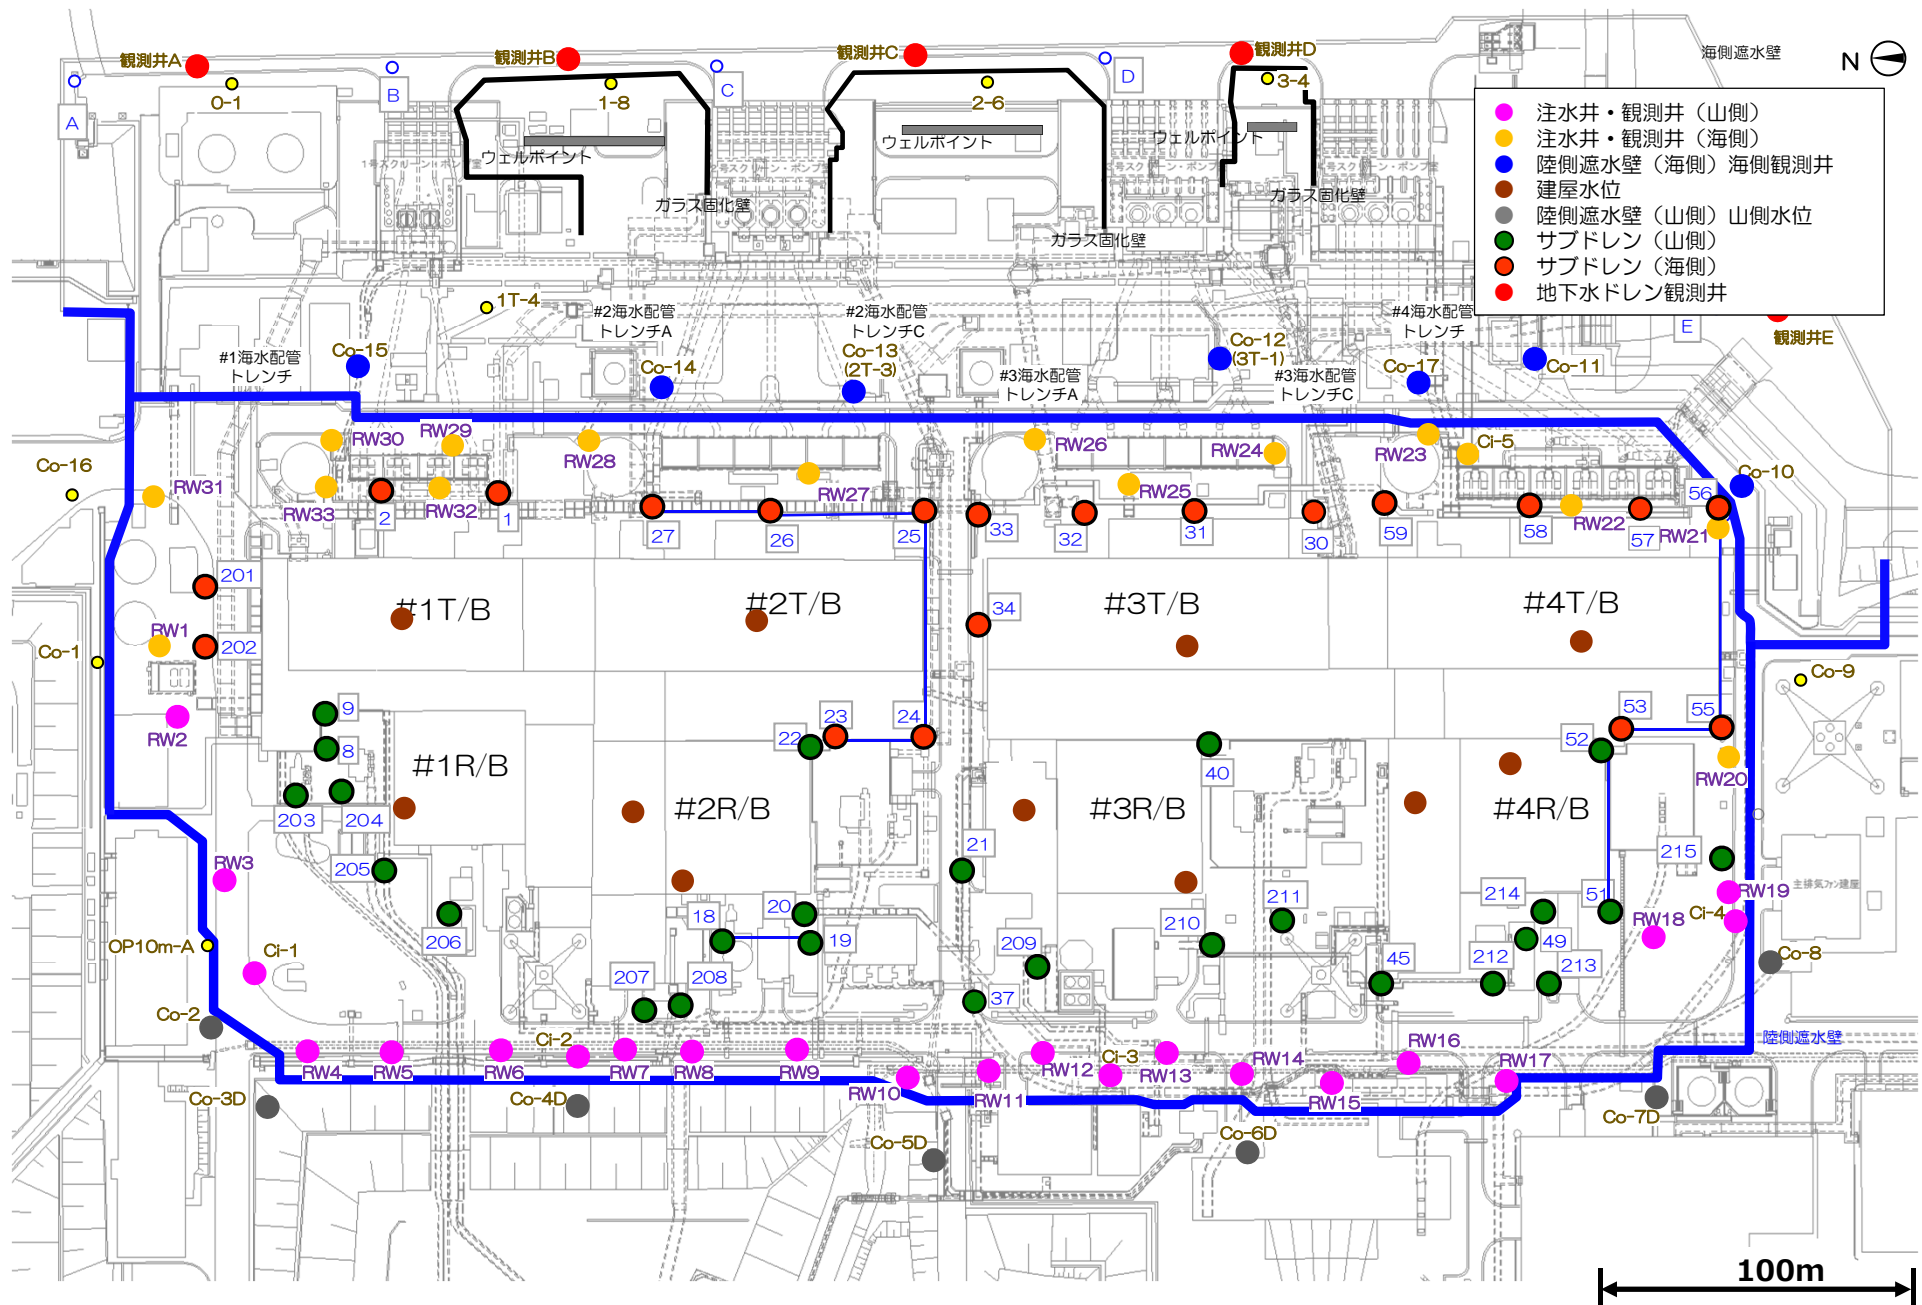 観測井A
観測井B
観測井C
観測井D
海側遮水壁
N
A
0-1
B
1-8
C
2-6
D
3-4
ウェルポイント
ウェルポイント
ウェルポイント
ガラス固化壁
ガラス固化壁
ガラス固化壁
注水井・観測井（山側）
注水井・観測井（海側）
陸側遮水壁（海側）海側観測井
建屋水位
陸側遮水壁（山側）山側水位
サブドレン（山側）
サブドレン（海側）
地下水ドレン観測井
E
観測井E
1T-4
#1海水配管
トレンチ
#2海水配管
トレンチA
#2海水配管
トレンチC
#3海水配管
トレンチA
#3海水配管
トレンチC
#4海水配管
トレンチ
Co-15
Co-14
Co-13
(2T-3)
Co-12
(3T-1)
Co-17
Co-11
Co-16
RW31
RW30
RW29
RW28
RW27
RW26
RW25
RW24
RW23
Ci-5
Co-10
RW33
2
RW32
1
27
26
25
33
32
31
30
59
58
RW22
57
56
RW21
201
202
RW1
Co-1
RW2
#1T/B
#2T/B
34
#3T/B
#4T/B
Co-9
9
8
203
204
#1R/B
22
23
24
#2R/B
40
#3R/B
52
53
55
RW20
#4R/B
RW3
205
206
21
20
18
19
OP10m-A
Ci-1
207
208
209
210
211
37
45
214
49
212
213
51
215
RW19
RW18
Ci-4
Co-8
主排気ファン建屋
陸側遮水壁
Co-2
RW4
RW5
RW6
Ci-2
RW7
RW8
RW9
RW10
RW11
RW12
Ci-3
RW13
RW14
RW15
RW16
RW17
Co-3D
Co-4D
Co-5D
Co-6D
Co-7D
100m